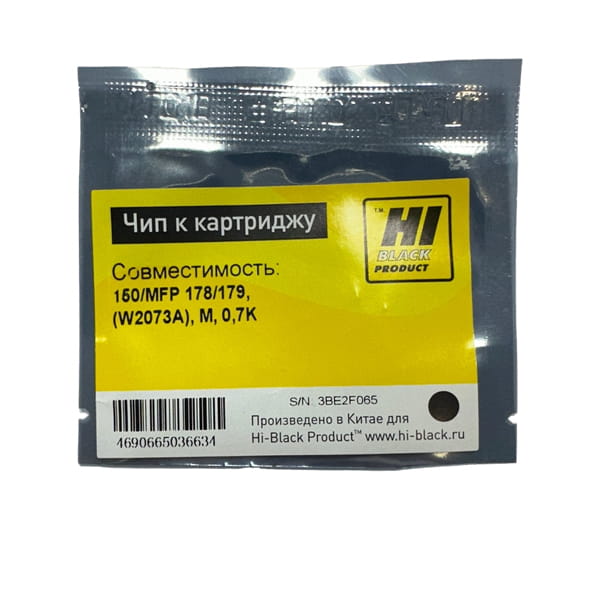 Чип к картриджу
T.M.
HI
BLACK
PRODUCT
Совместимость:
150/MFP 178/179,
(W2073A), M, 0,7K
S/N: 3BE2F065
4690665036634
Произведено в Китае для
Hi-Black Product™ www.hi-black.ru